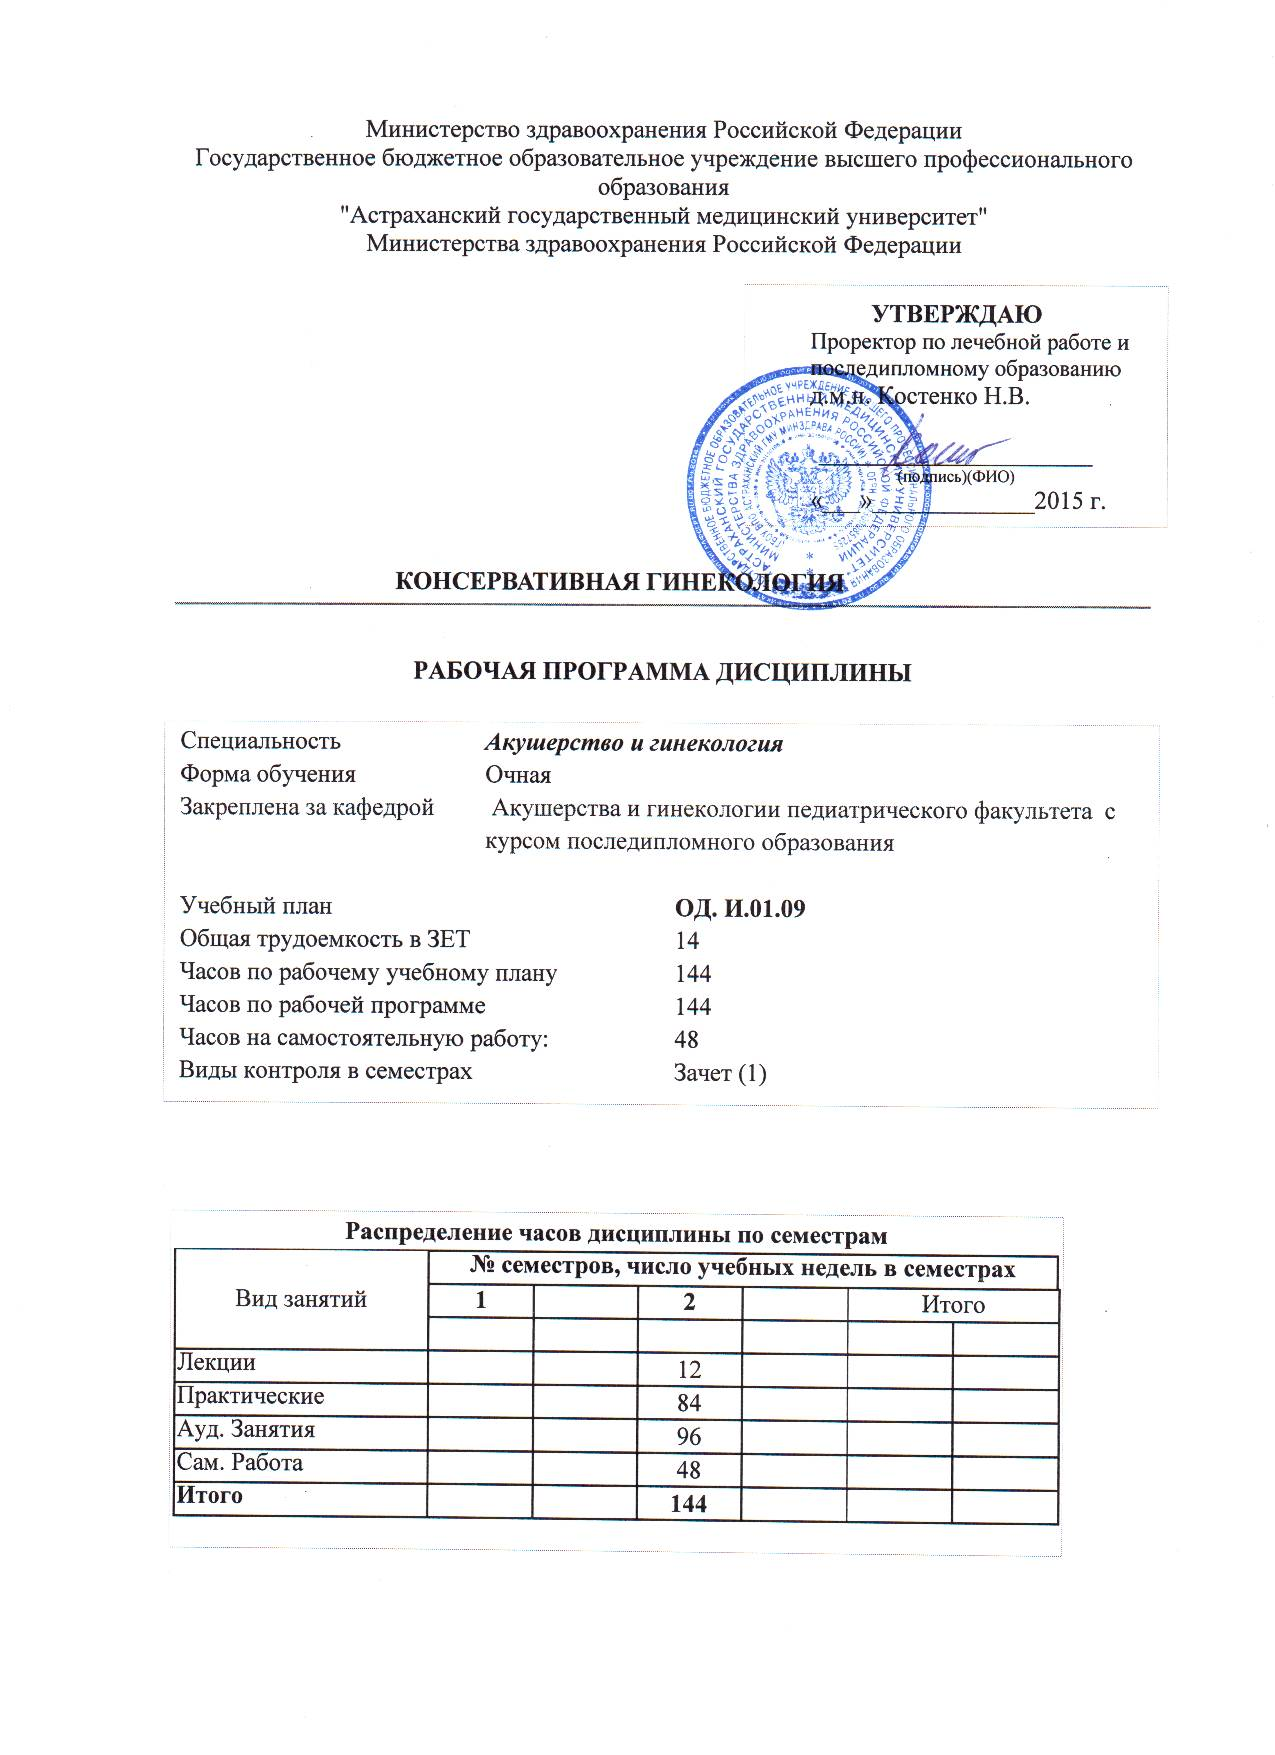 Министерство здравоохранения Российской Федерации
Государственное бюджетное образовательное учреждение высшего профессионального
образования
"Астраханский государственный медицинский университет"
Министерства здравоохранения Российской Федерации
УТВЕРЖДАЮ
Проректор по лечебной работе и
последипломному образованию
д.м.н. Костенко Н.В.
(подпись)(ФИО)
«___»_____________2015 г.
КОНСЕРВАТИВНАЯ ГИНЕКОЛОГИЯ
РАБОЧАЯ ПРОГРАММА ДИСЦИПЛИНЫ
Специальность Акушерство и гинекология
Форма обучения Очная
Закреплена за кафедрой Акушерства и гинекологии педиатрического факультета с
курсом последипломного образования
Учебный план ОД. И.01.09
Общая трудоемкость в ЗЕТ 14
Часов по рабочему учебному плану 144
Часов по рабочей программе 144
Часов на самостоятельную работу: 48
Виды контроля в семестрах Зачет (1)
Распределение часов дисциплины по семестрам
№ семестров, число учебных недель в семестрах
Вид занятий 1 2 Итого
Лекции 12
Практические 84
Ауд. Занятия 96
Сам. Работа 48
Итого 144